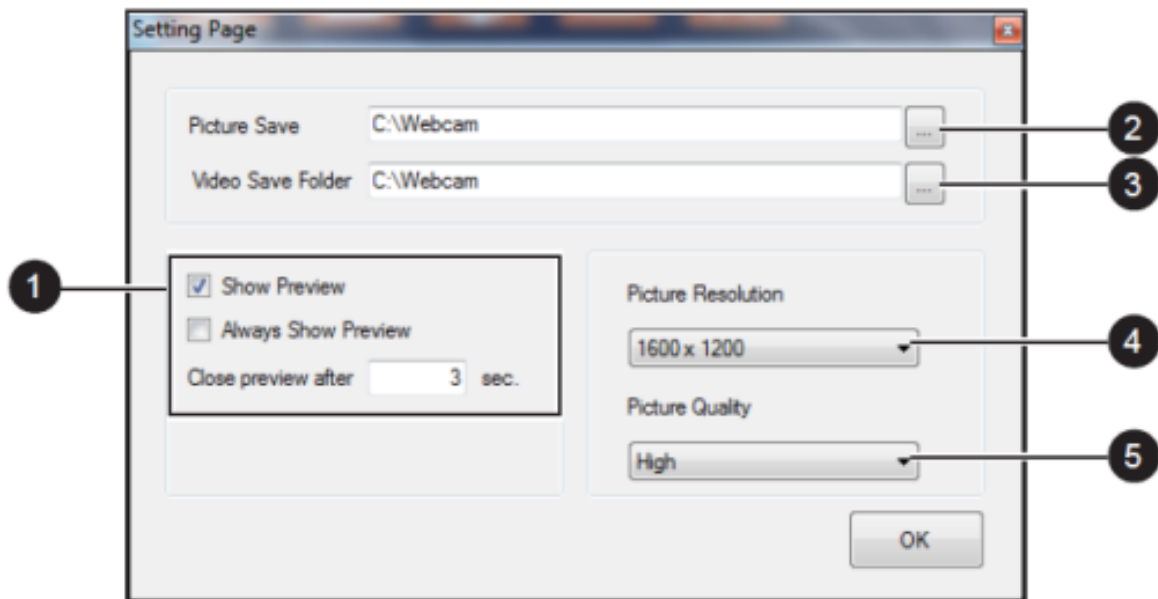 Setting Page
Picture Save C:\Webcam ... 2
Video Save Folder C:\Webcam ... 3
1
Show Preview
Always Show Preview
Close preview after 3 sec.
Picture Resolution
1600 x 1200 4
Picture Quality
High 5
OK